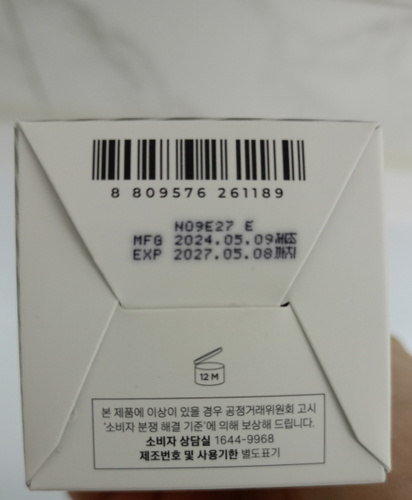 8 809576 261189
N09E27 E
MFG 2024.05.09제조
EXP 2027.05.08까지
12 M
본 제품에 이상이 있을 경우 공정거래위원회 고시
'소비자 분쟁 해결 기준'에 의해 보상해 드립니다.
소비자 상담실 1644-9968
제조번호 및 사용기한 별도표기